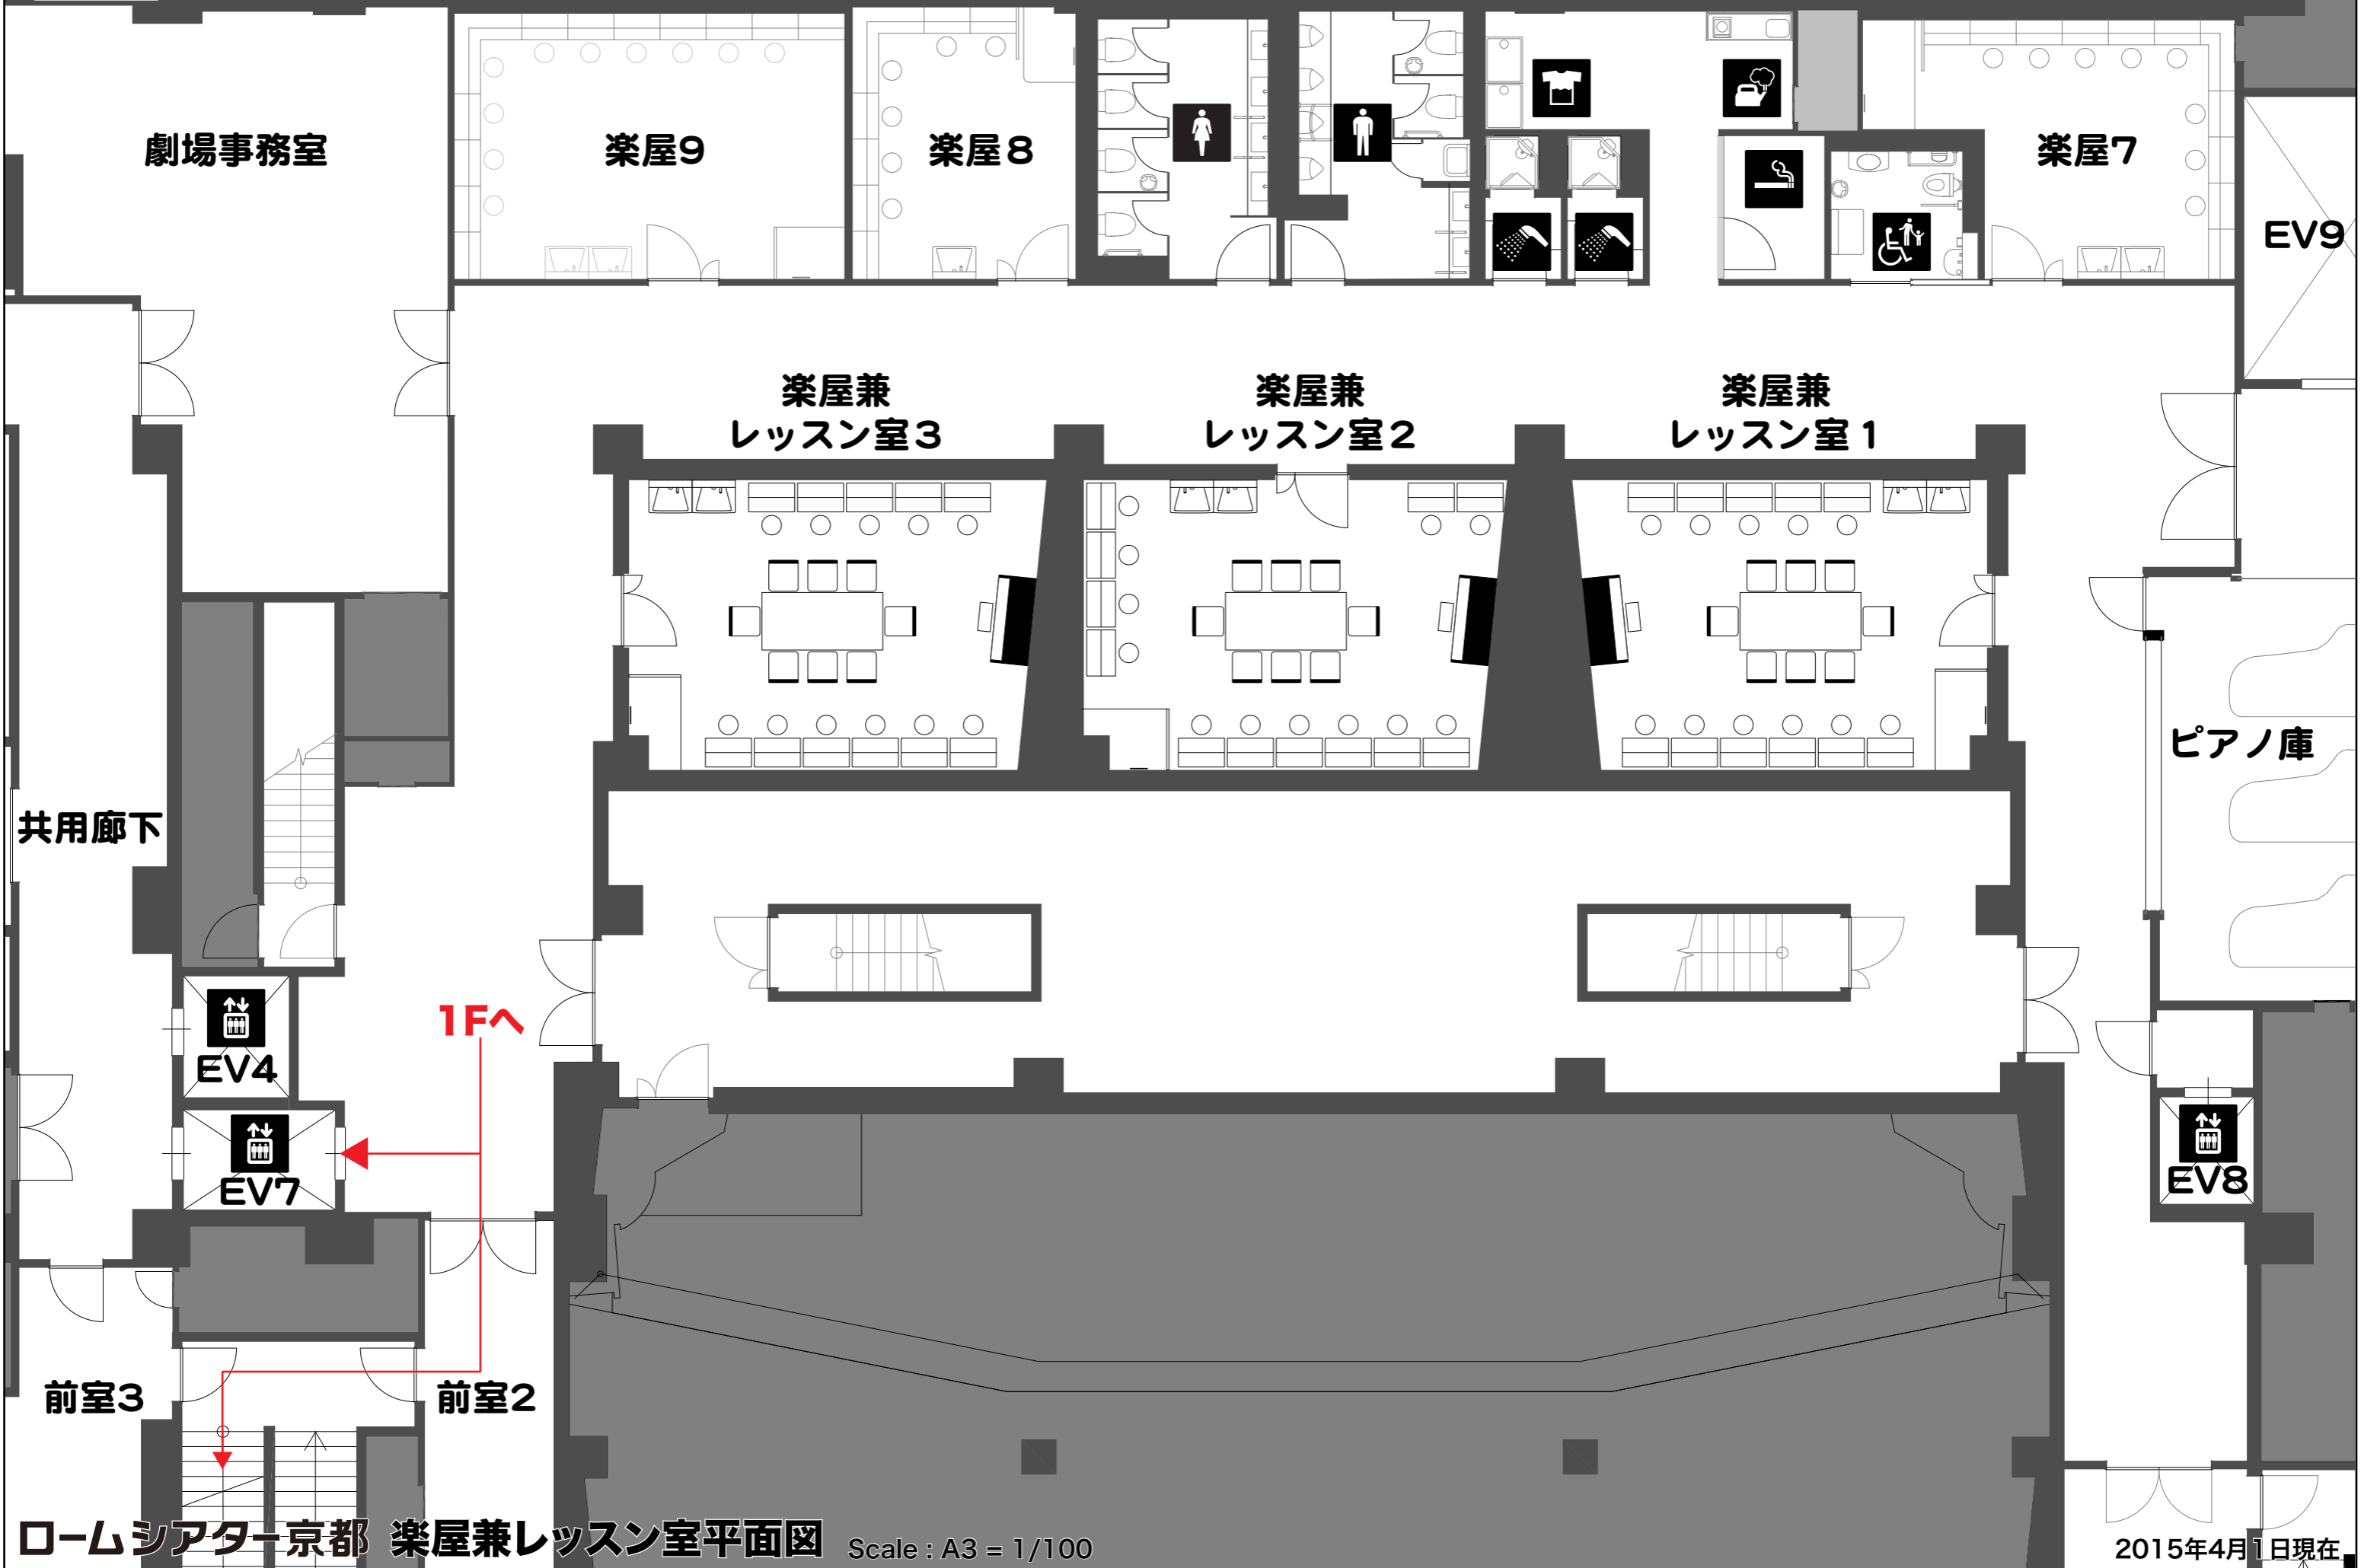 劇場事務室
楽屋9
楽屋8
楽屋7
EV9
楽屋兼
レッスン室3
楽屋兼
レッスン室2
楽屋兼
レッスン室1
ピアノ庫
共用廊下
1Fへ
EV4
EV7
EV8
前室3
前室2
ロームシアター京都 楽屋兼レッスン室平面図 Scale : A3 = 1/100
2015年4月1日現在